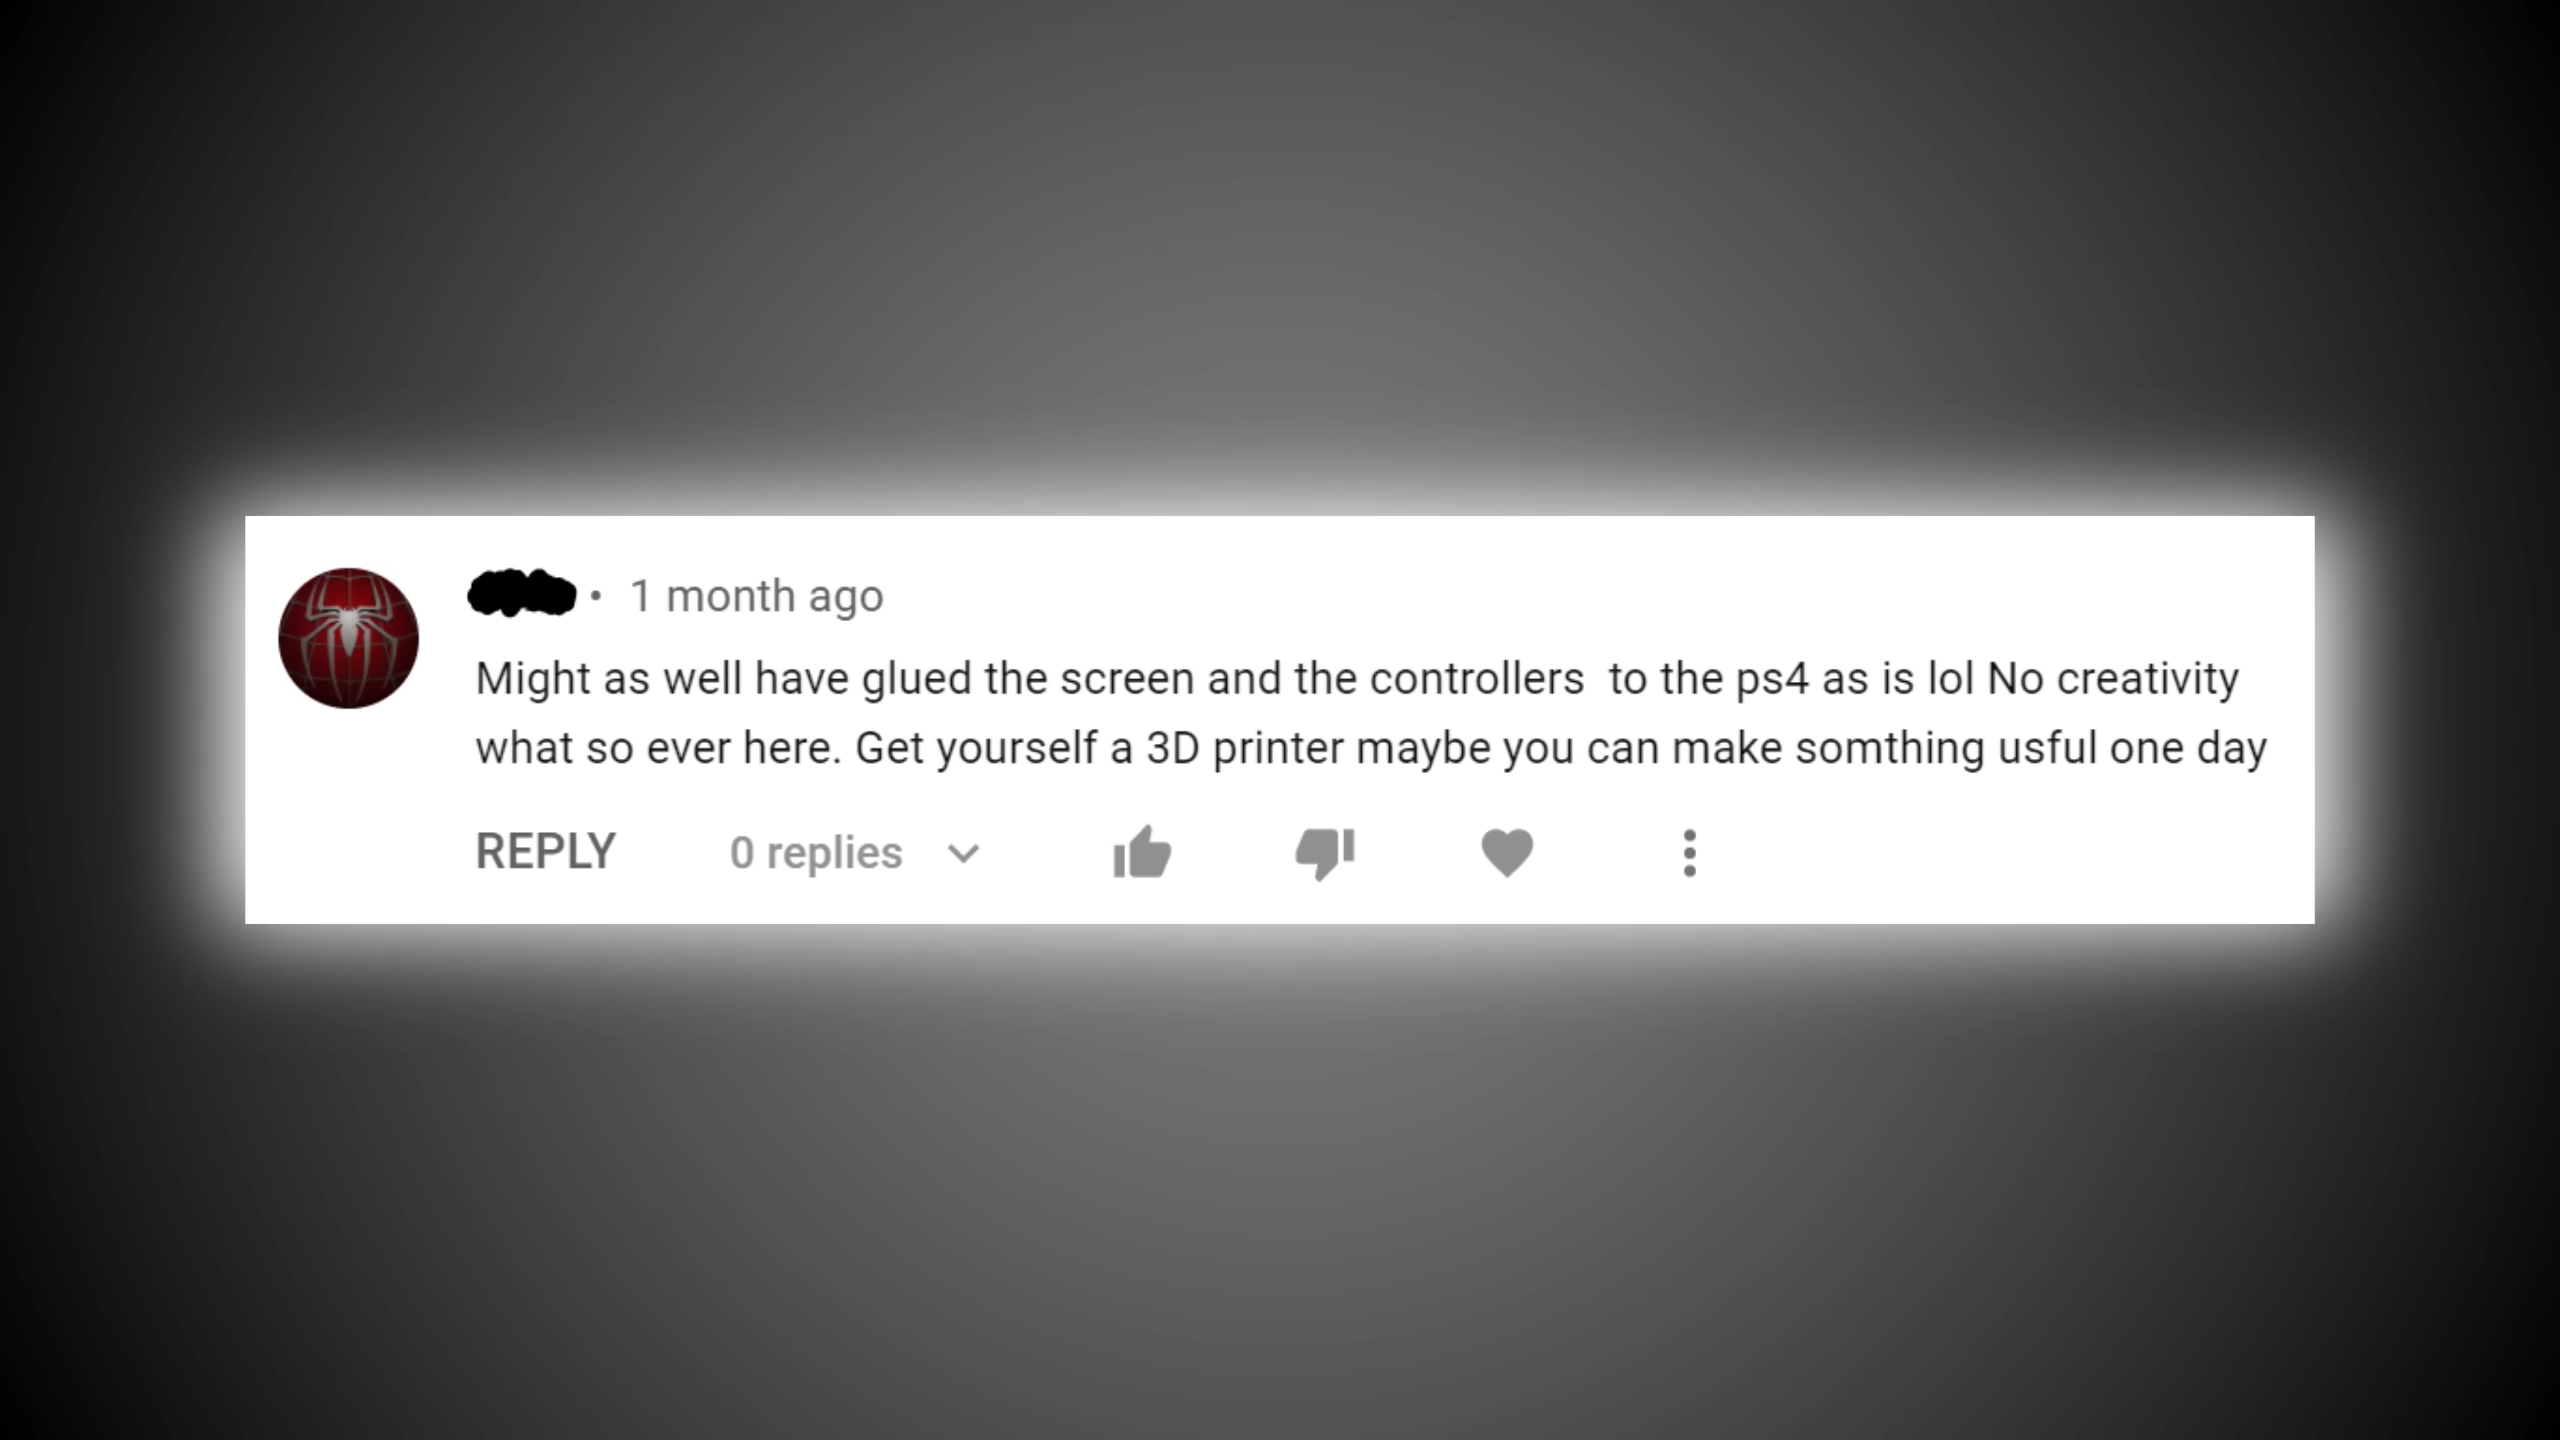 • 1 month ago
Might as well have glued the screen and the controllers  to the ps4 as is lol No creativity
what so ever here. Get yourself a 3D printer maybe you can make somthing usful one day
REPLY 0 replies